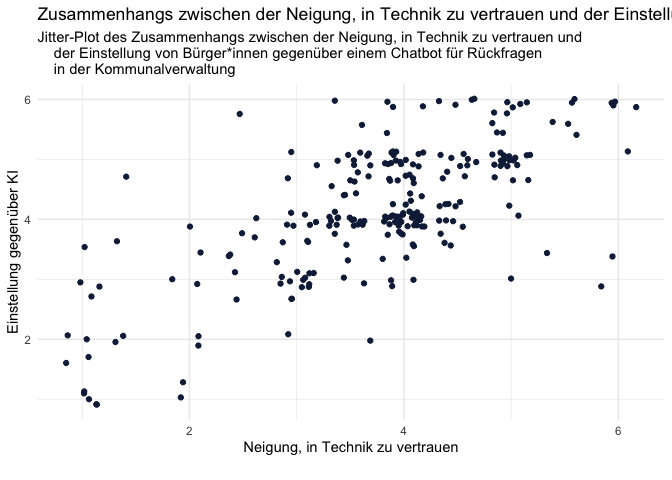 Zusammenhangs zwischen der Neigung, in Technik zu vertrauen und der
Jitter-Plot des Zusammenhangs zwischen der Neigung, in Technik zu vertrauen und
der Einstellung von Bürger*innen gegenüber einem Chatbot für Rückfragen
in der Kommunalverwaltung
6
4
2
Einstellung gegenüber KI
2 4 6
Neigung, in Technik zu vertrauen